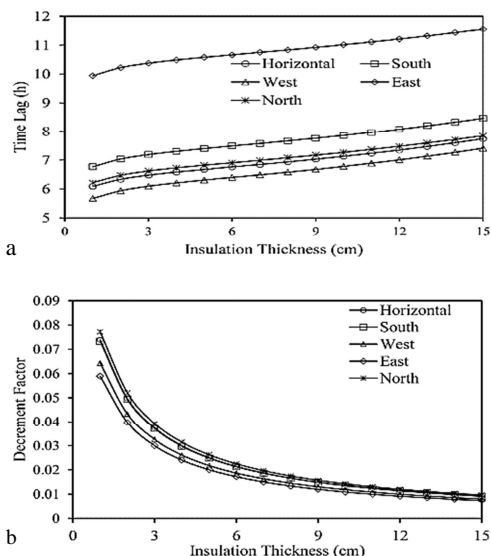 12
11
10
9
8
7
6
5
Time Lag (h)
Horizontal South
West East
North
0 3 6 9 12 15
Insulation Thickness (cm)
a
0.09
0.08
0.07
0.06
0.05
0.04
0.03
0.02
0.01
0
Decrement Factor
Horizontal
South
West
East
North
0 3 6 9 12 15
Insulation Thickness (cm)
b